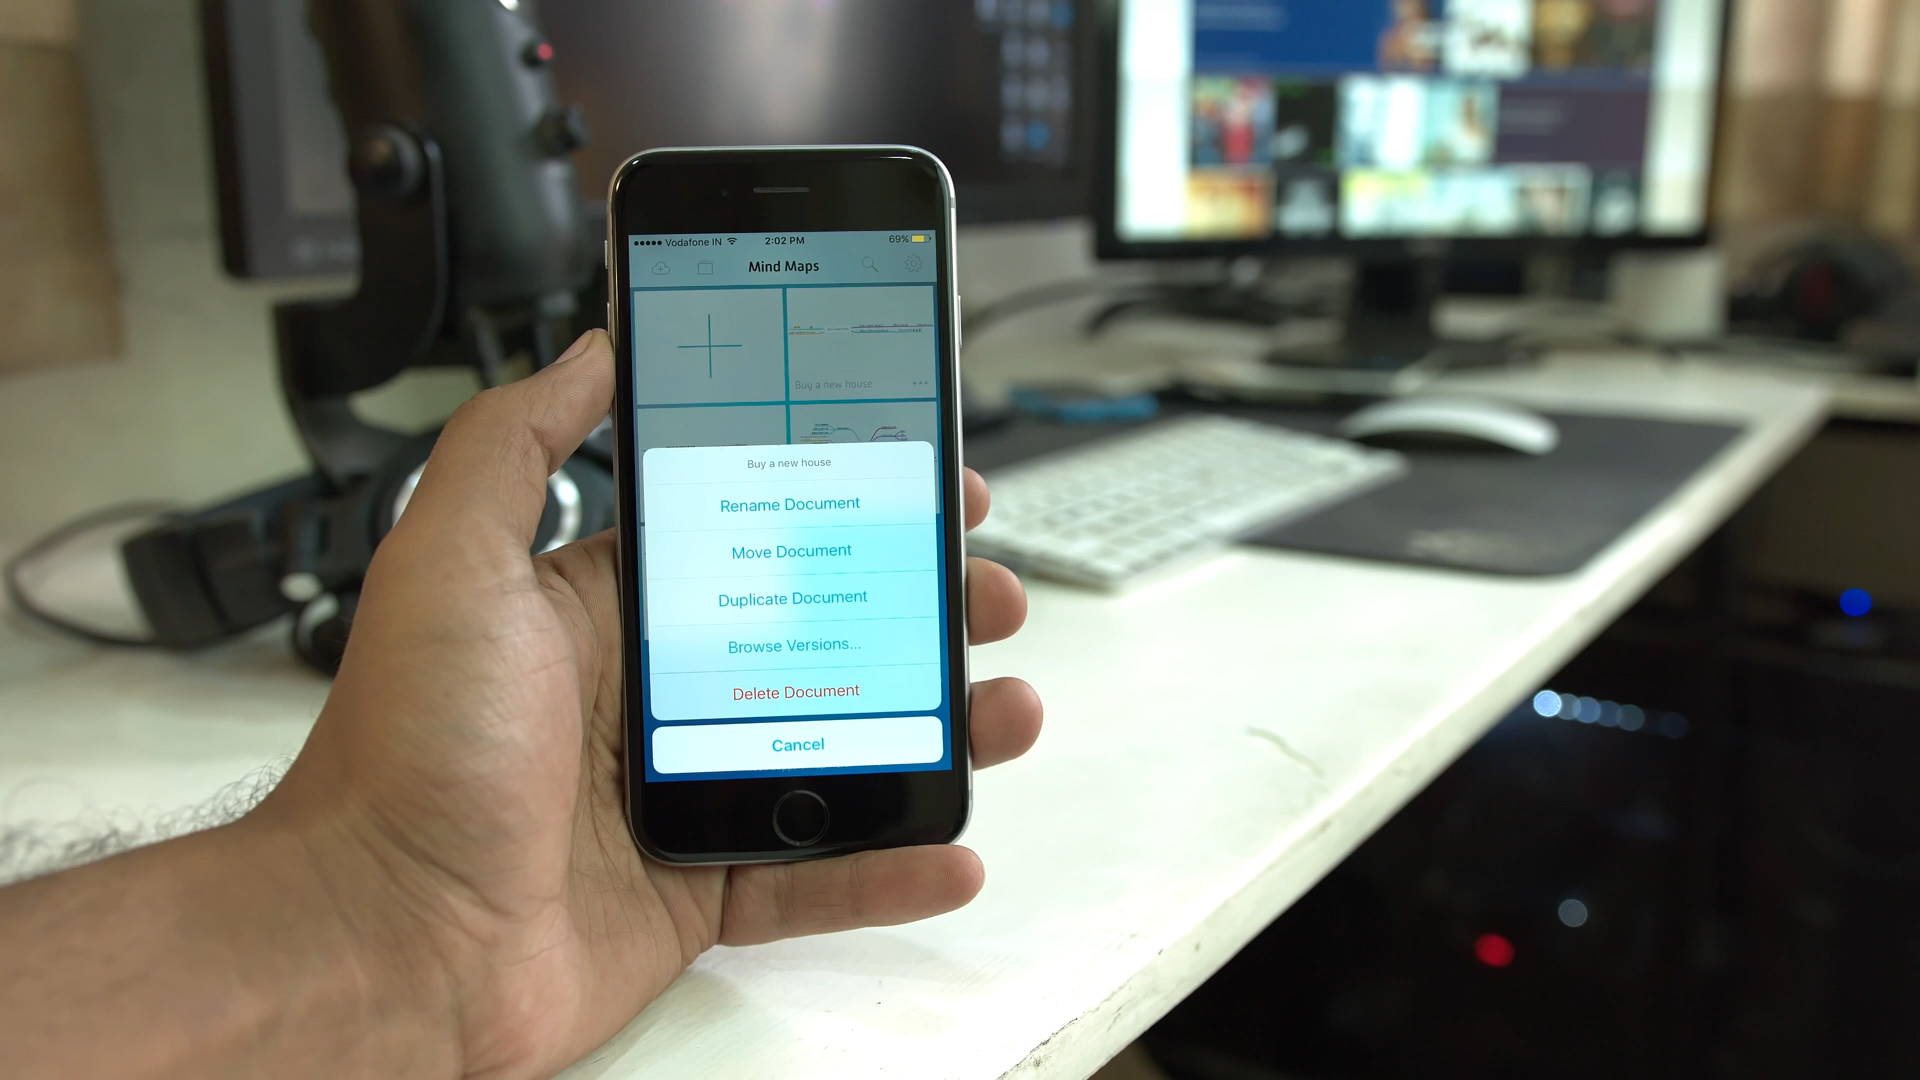 Vodafone IN 2:02 PM 69%
Mind Maps
Buy a new house
Buy a new house
Rename Document
Move Document
Duplicate Document
Browse Versions...
Delete Document
Cancel